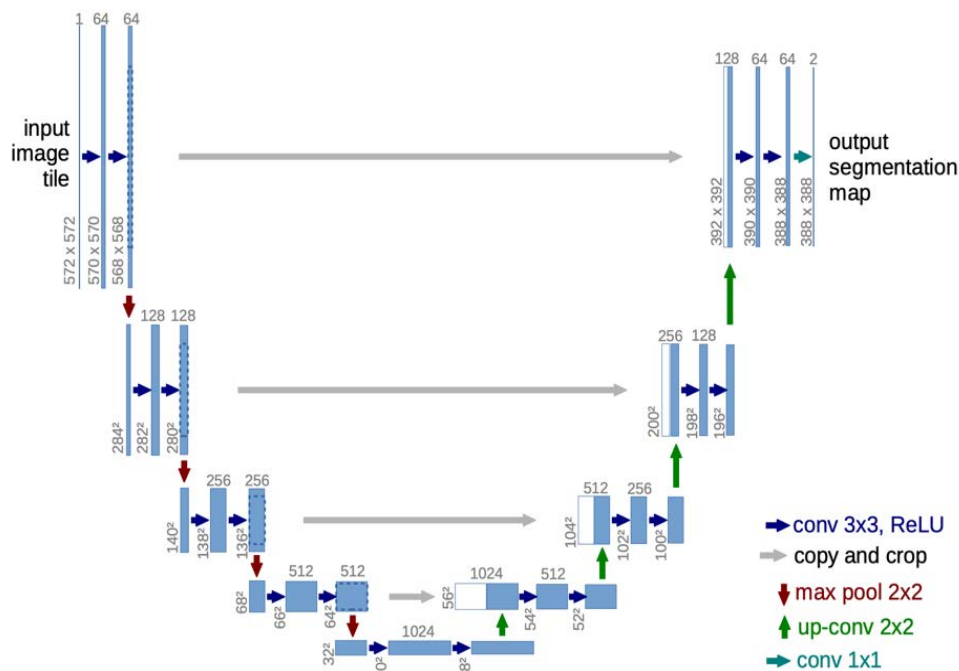 1
64
64
input
image
tile
572 x 572
570 x 570
568 x 568
128
64
64
2
output
segmentation
map
392 x 392
390 x 390
388 x 388
388 x 388
128
128
284²
282²
280²
256
128
200²
198²
196²
256
256
140²
138²
136²
512
256
104²
102²
100²
512
512
68²
66²
64²
1024
512
56²
54²
52²
1024
32²
0²
8²
conv 3x3, ReLU
copy and crop
max pool 2x2
up-conv 2x2
conv 1x1